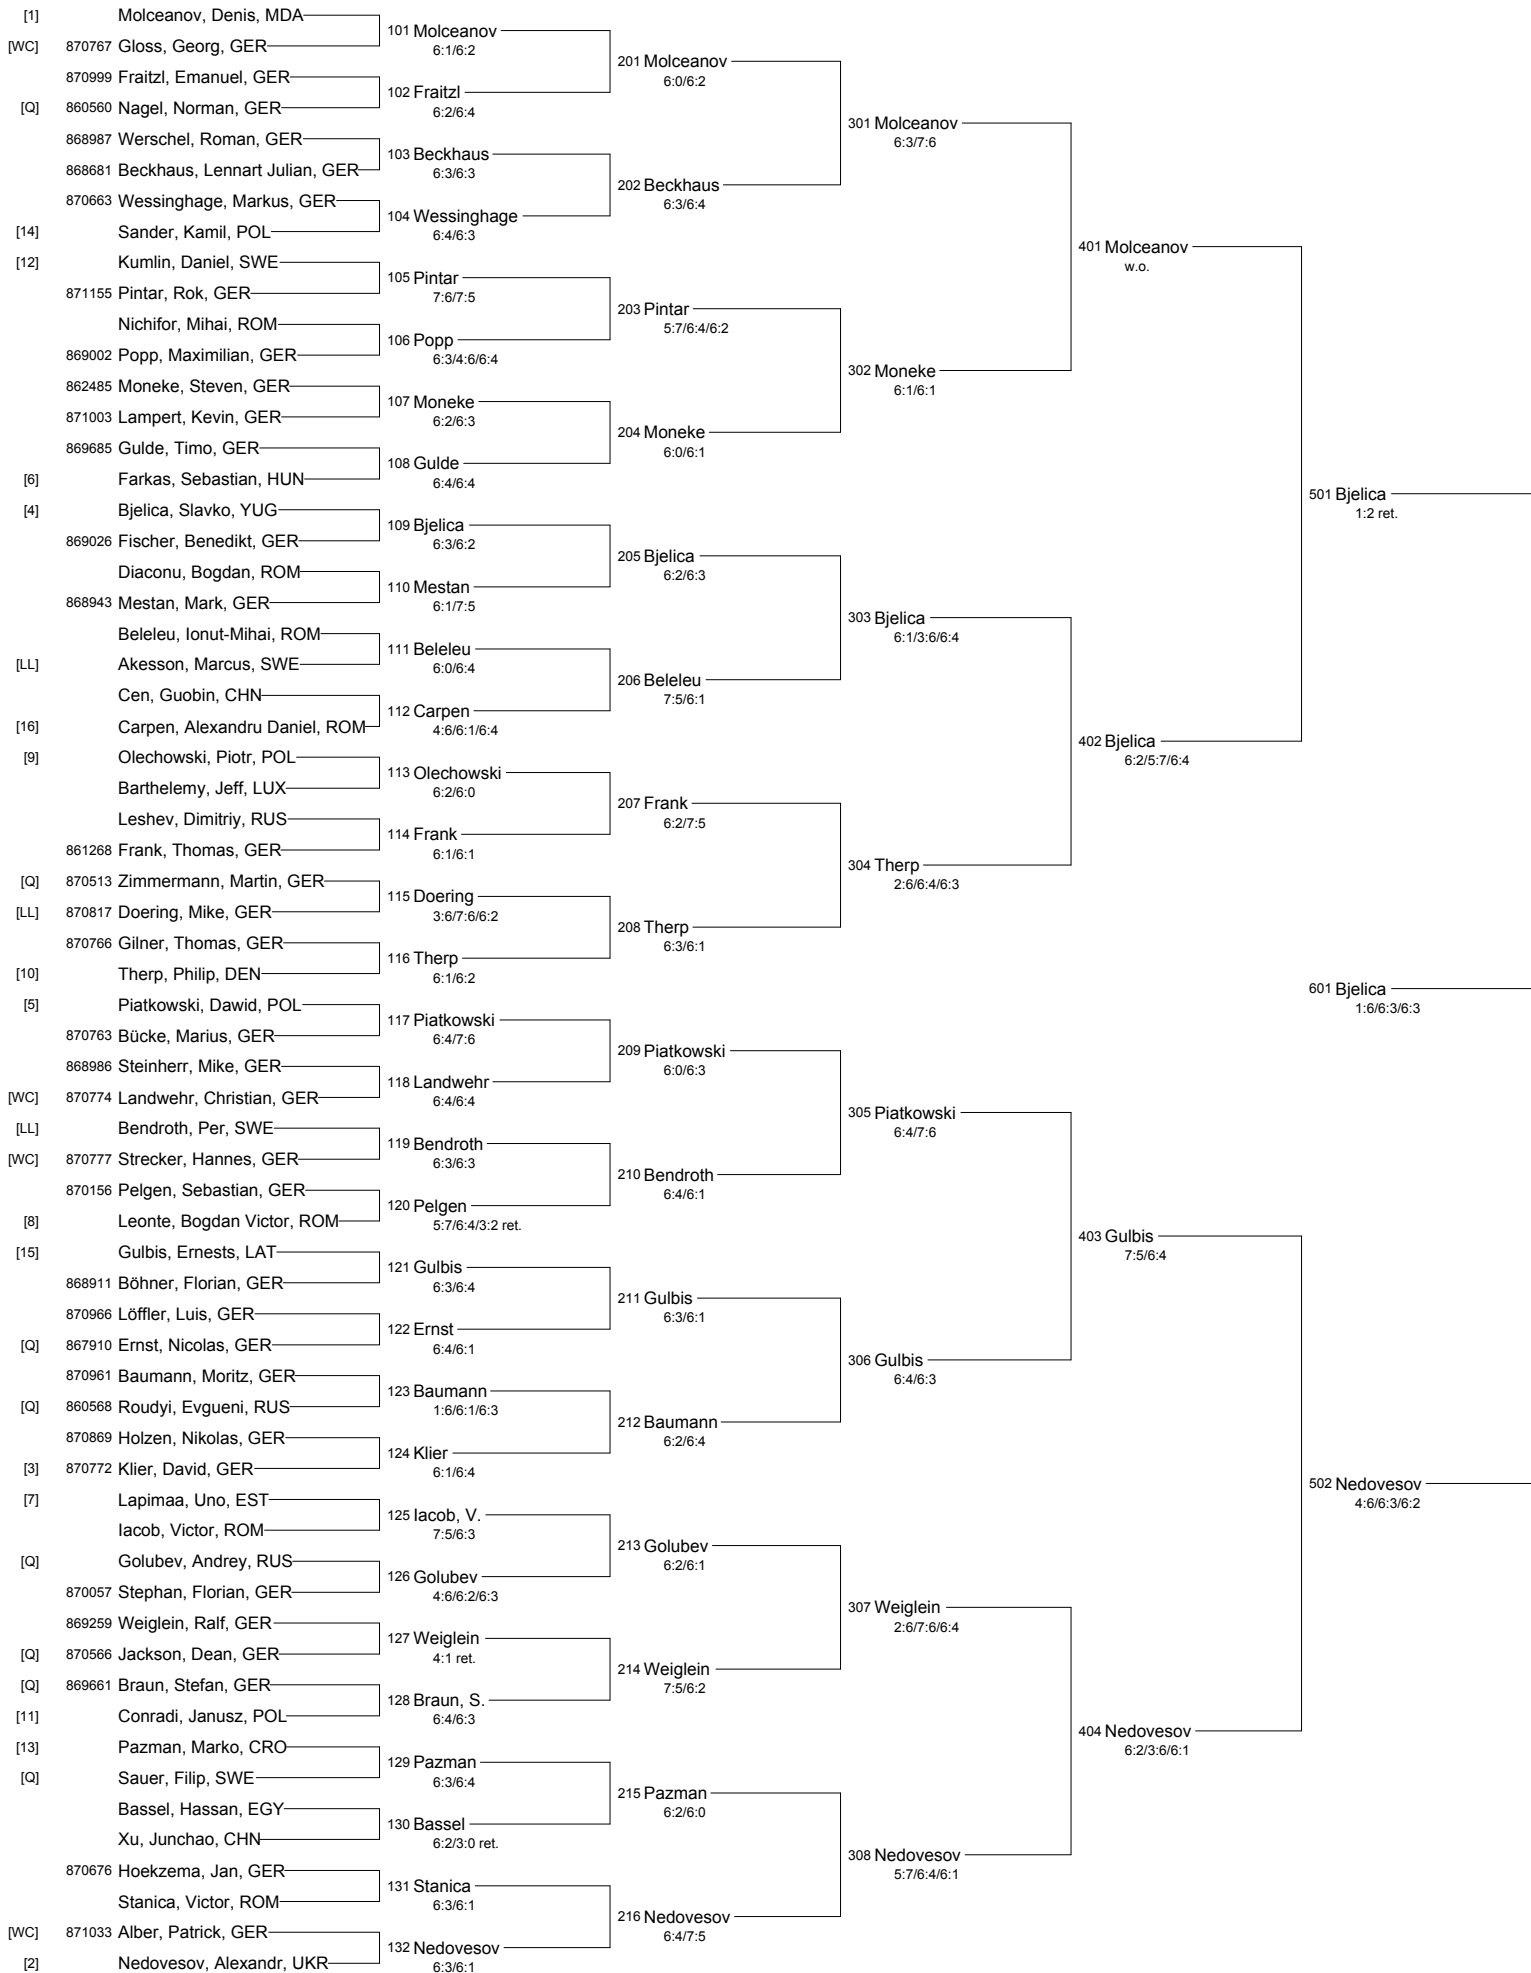 [1] Molceanov, Denis, MDA
[WC] 870767 Gloss, Georg, GER
870999 Fraitzl, Emanuel, GER
[Q] 860560 Nagel, Norman, GER
868987 Werschel, Roman, GER
868681 Beckhaus, Lennart Julian, GER
870663 Wessinghage, Markus, GER
[14] Sander, Kamil, POL
[12] Kumlin, Daniel, SWE
871155 Pintar, Rok, GER
Nichifor, Mihai, ROM
869002 Popp, Maximilian, GER
862485 Moneke, Steven, GER
871003 Lampert, Kevin, GER
869685 Gulde, Timo, GER
[6] Farkas, Sebastian, HUN
[4] Bjelica, Slavko, YUG
869026 Fischer, Benedikt, GER
Diaconu, Bogdan, ROM
868943 Mestan, Mark, GER
Beleleu, Ionut-Mihai, ROM
[LL] Akesson, Marcus, SWE
Cen, Guobin, CHN
[16] Carpen, Alexandru Daniel, ROM
[9] Olechowski, Piotr, POL
Barthelemy, Jeff, LUX
Leshev, Dimitriy, RUS
861268 Frank, Thomas, GER
[Q] 870513 Zimmermann, Martin, GER
[LL] 870817 Doering, Mike, GER
870766 Gilner, Thomas, GER
[10] Therp, Philip, DEN
[5] Piatkowski, Dawid, POL
870763 Bücke, Marius, GER
868986 Steinherr, Mike, GER
[WC] 870774 Landwehr, Christian, GER
[LL] Bendroth, Per, SWE
[WC] 870777 Strecker, Hannes, GER
870156 Pelgen, Sebastian, GER
[8] Leonte, Bogdan Victor, ROM
[15] Gulbis, Ernests, LAT
868911 Böhner, Florian, GER
870966 Löffler, Luis, GER
[Q] 867910 Ernst, Nicolas, GER
870961 Baumann, Moritz, GER
[Q] 860568 Roudyi, Evgueni, RUS
870869 Holzen, Nikolas, GER
[3] 870772 Klier, David, GER
[7] Lapimaa, Uno, EST
Iacob, Victor, ROM
[Q] Golubev, Andrey, RUS
870057 Stephan, Florian, GER
869259 Weiglein, Ralf, GER
[Q] 870566 Jackson, Dean, GER
[Q] 869661 Braun, Stefan, GER
[11] Conradi, Janusz, POL
[13] Pazman, Marko, CRO
[Q] Sauer, Filip, SWE
Bassel, Hassan, EGY
Xu, Junchao, CHN
870676 Hoekzema, Jan, GER
Stanica, Victor, ROM
[WC] 871033 Alber, Patrick, GER
[2] Nedovesov, Alexandr, UKR
101 Molceanov
6:1/6:2
102 Fraitzl
6:2/6:4
103 Beckhaus
6:3/6:3
104 Wessinghage
6:4/6:3
105 Pintar
7:6/7:5
106 Popp
6:3/4:6/6:4
107 Moneke
6:2/6:3
108 Gulde
6:4/6:4
109 Bjelica
6:3/6:2
110 Mestan
6:1/7:5
111 Beleleu
6:0/6:4
112 Carpen
4:6/6:1/6:4
113 Olechowski
6:2/6:0
114 Frank
6:1/6:1
115 Doering
3:6/7:6/6:2
116 Therp
6:1/6:2
117 Piatkowski
6:4/7:6
118 Landwehr
6:4/6:4
119 Bendroth
6:3/6:3
120 Pelgen
5:7/6:4/3:2 ret.
121 Gulbis
6:3/6:4
122 Ernst
6:4/6:1
123 Baumann
1:6/6:1/6:3
124 Klier
6:1/6:4
125 Iacob, V.
7:5/6:3
126 Golubev
4:6/6:2/6:3
127 Weiglein
4:1 ret.
128 Braun, S.
6:4/6:3
129 Pazman
6:3/6:4
130 Bassel
6:2/3:0 ret.
131 Stanica
6:3/6:1
132 Nedovesov
6:3/6:1
201 Molceanov
6:0/6:2
202 Beckhaus
6:3/6:4
203 Pintar
5:7/6:4/6:2
204 Moneke
6:0/6:1
205 Bjelica
6:2/6:3
206 Beleleu
7:5/6:1
207 Frank
6:2/7:5
208 Therp
6:3/6:1
209 Piatkowski
6:0/6:3
210 Bendroth
6:4/6:1
211 Gulbis
6:3/6:1
212 Baumann
6:2/6:4
213 Golubev
6:2/6:1
214 Weiglein
7:5/6:2
215 Pazman
6:2/6:0
216 Nedovesov
6:4/7:5
301 Molceanov
6:3/7:6
302 Moneke
6:1/6:1
303 Bjelica
6:1/3:6/6:4
304 Therp
2:6/6:4/6:3
305 Piatkowski
6:4/7:6
306 Gulbis
6:4/6:3
307 Weiglein
2:6/7:6/6:4
308 Nedovesov
5:7/6:4/6:1
401 Molceanov
w.o.
402 Bjelica
6:2/5:7/6:4
403 Gulbis
7:5/6:4
404 Nedovesov
6:2/3:6/6:1
501 Bjelica
1:2 ret.
502 Nedovesov
4:6/6:3/6:2
601 Bjelica
1:6/6:3/6:3